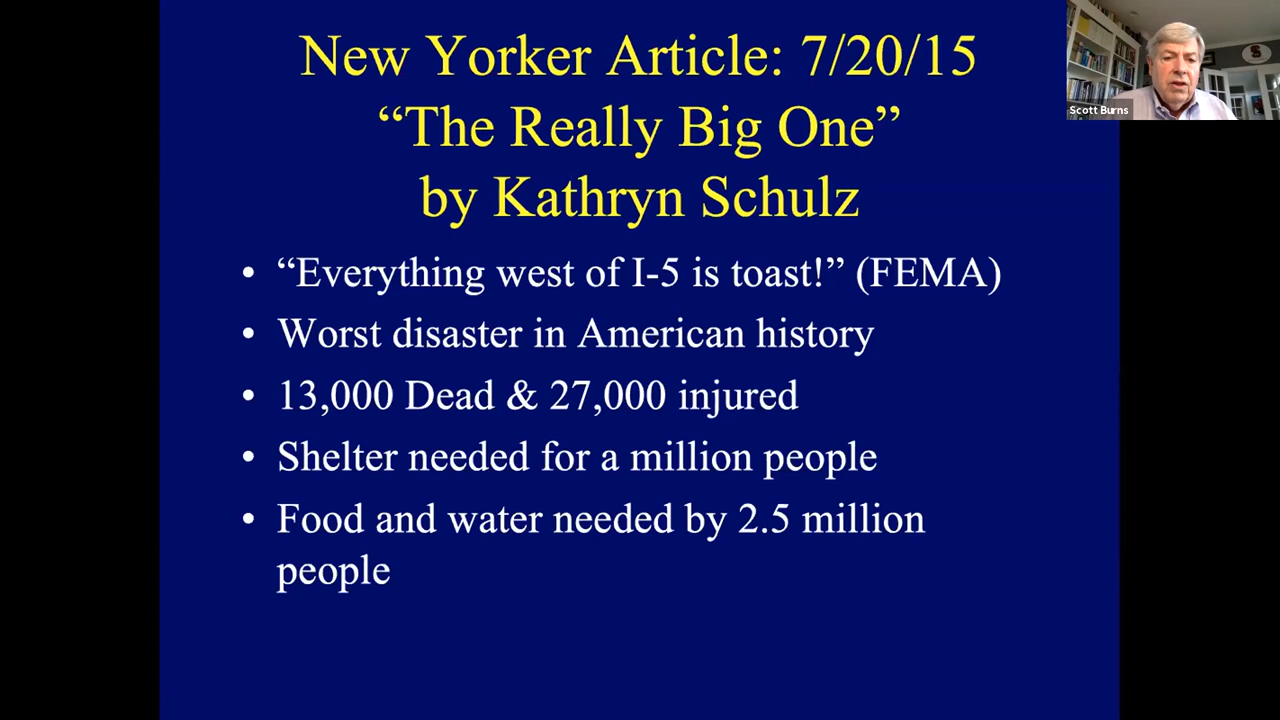 New Yorker Article: 7/20/15
“The Really Big One”
by Kathryn Schulz
• “Everything west of I-5 is toast!” (FEMA)
• Worst disaster in American history
• 13,000 Dead & 27,000 injured
• Shelter needed for a million people
• Food and water needed by 2.5 million
people
Scott Burns